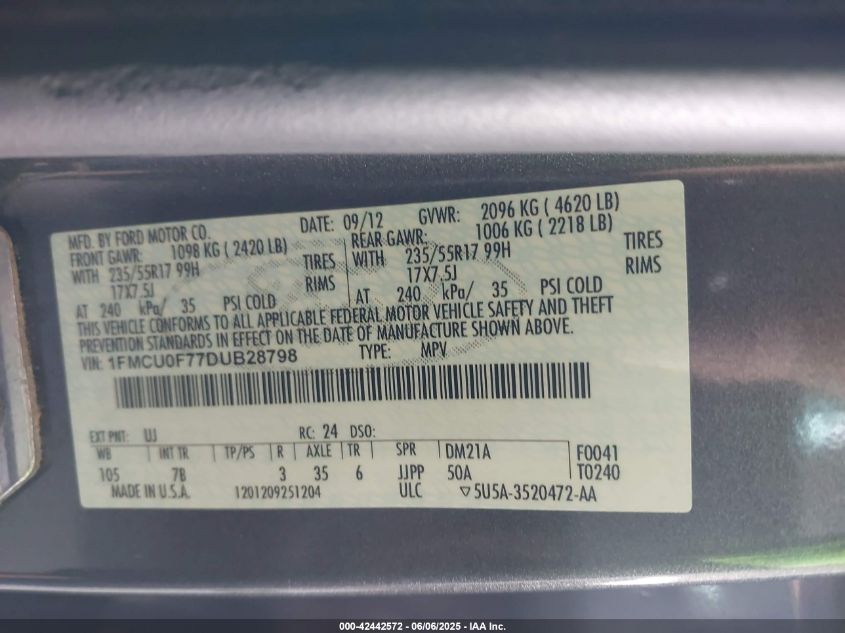 MFD. BY FORD MOTOR CO. DATE: 09/12 GVWR: 2096 KG ( 4620 LB)
FRONT GAWR: 1098 KG ( 2420 LB) REAR GAWR: 1006 KG ( 2218 LB)
WITH 235/55R17 99H TIRES WITH 235/55R17 99H TIRES
17X7.5J RIMS 17X7.5J RIMS
AT 240 kPa/ 35 PSI COLD AT 240 kPa/ 35 PSI COLD
THIS VEHICLE CONFORMS TO ALL APPLICABLE FEDERAL MOTOR VEHICLE SAFETY AND THEFT
PREVENTION STANDARDS IN EFFECT ON THE DATE OF MANUFACTURE SHOWN ABOVE.
VIN: 1FMCU0F77DUB28798 TYPE: MPV
EXT PNT: UJ RC: 24 DSO:
WB INT TR TP/PS R AXLE TR SPR DM21A F0041
105 7B 3 35 6 JJPP 50A T0240
MADE IN U.S.A. 1201209251204 ULC ▽5U5A-3520472-AA
000-42442572 - 06/06/2025 - IAA Inc.